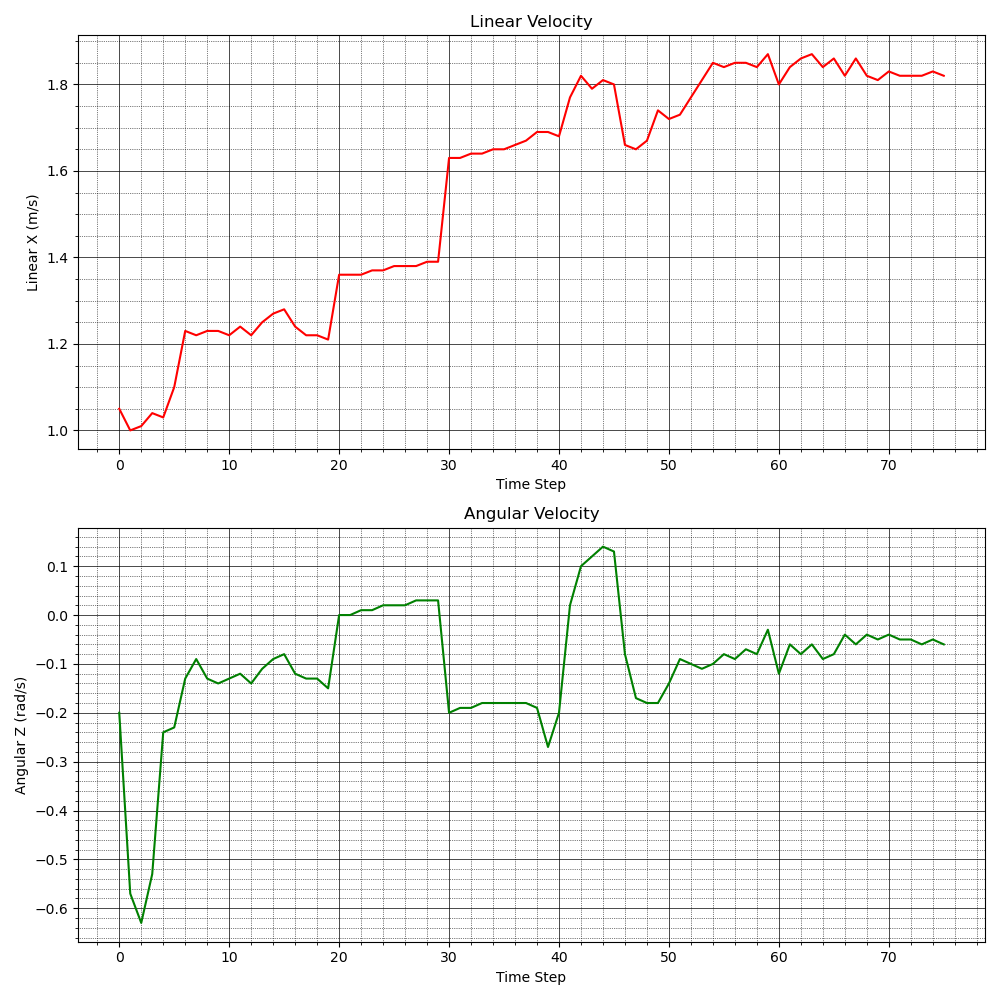 Linear Velocity
Linear X (m/s)
1.8
1.6
1.4
1.2
1.0
0 10 20 30 40 50 60 70
Time Step
Angular Velocity
Angular Z (rad/s)
0.1
0.0
−0.1
−0.2
−0.3
−0.4
−0.5
−0.6
0 10 20 30 40 50 60 70
Time Step